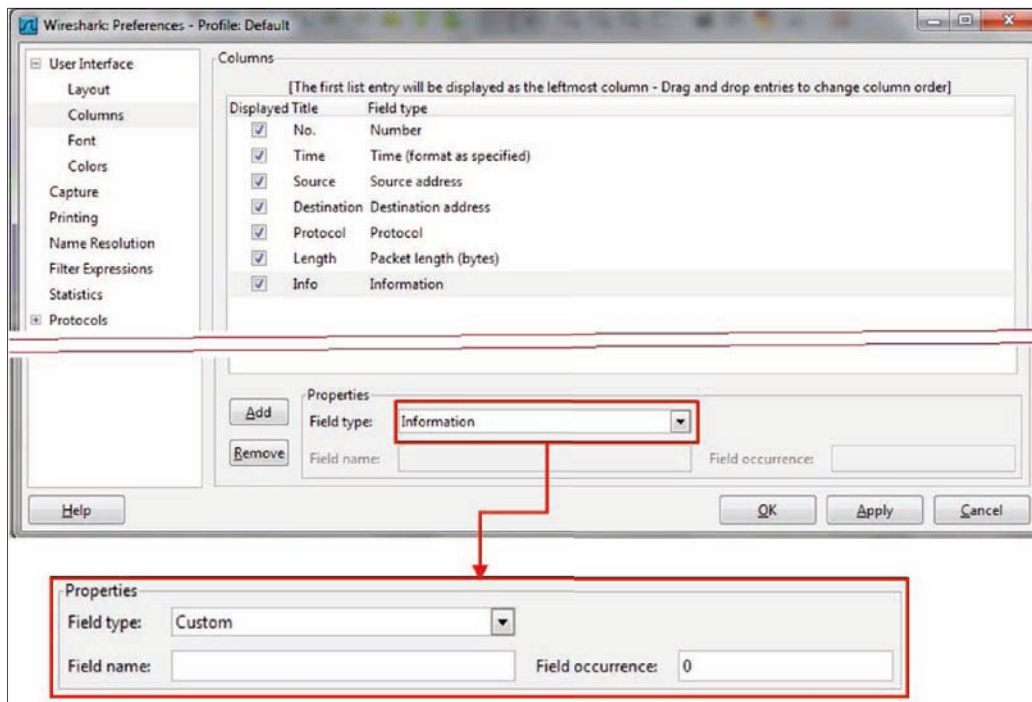 Wireshark: Preferences - Profile: Default
User Interface
Layout
Columns
Font
Colors
Capture
Printing
Name Resolution
Filter Expressions
Statistics
Protocols
Columns
[The first list entry will be displayed as the leftmost column - Drag and drop entries to change column order]
Displayed Title Field type
No. Number
Time Time (format as specified)
Source Source address
Destination Destination address
Protocol Protocol
Length Packet length (bytes)
Info Information
Add
Remove
Properties
Field type: Information
Field name: Field occurrence:
Help
OK
Apply
Cancel
Properties
Field type: Custom
Field name: Field occurrence: 0